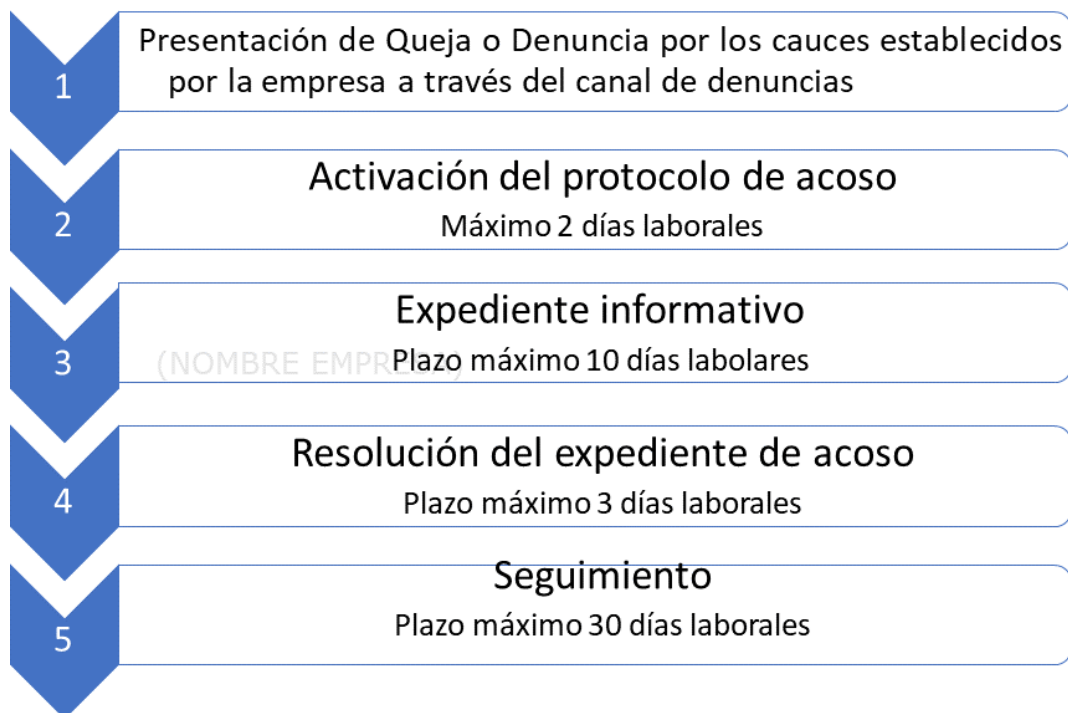 1
Presentación de Queja o Denuncia por los cauces establecidos
por la empresa a través del canal de denuncias
2
Activación del protocolo de acoso
Máximo 2 días laborales
3
Expediente informativo
(NOMBRE EMPRESA)
Plazo máximo 10 días labolares
4
Resolución del expediente de acoso
Plazo máximo 3 días laborales
5
Seguimiento
Plazo máximo 30 días laborales